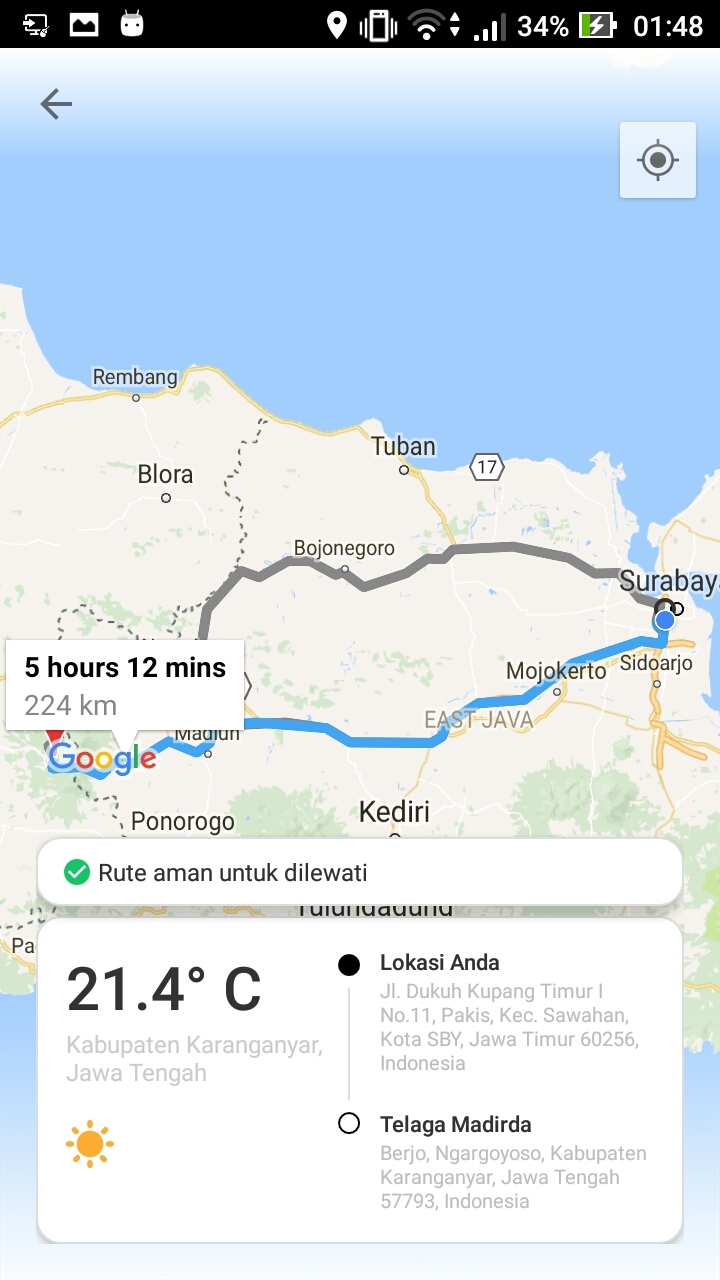 34% 01:48
Rembang
Tuban
17
Blora
Bojonegoro
Surabay
5 hours 12 mins
224 km
Mojokerto
Sidoarjo
EAST JAVA
Madiun
Google
Ponorogo
Kediri
Rute aman untuk dilewati
Tulungagung
Pa
21.4° C
Kabupaten Karanganyar,
Jawa Tengah
Lokasi Anda
Jl. Dukuh Kupang Timur I
No.11, Pakis, Kec. Sawahan,
Kota SBY, Jawa Timur 60256,
Indonesia
Telaga Madirda
Berjo, Ngargoyoso, Kabupaten
Karanganyar, Jawa Tengah
57793, Indonesia